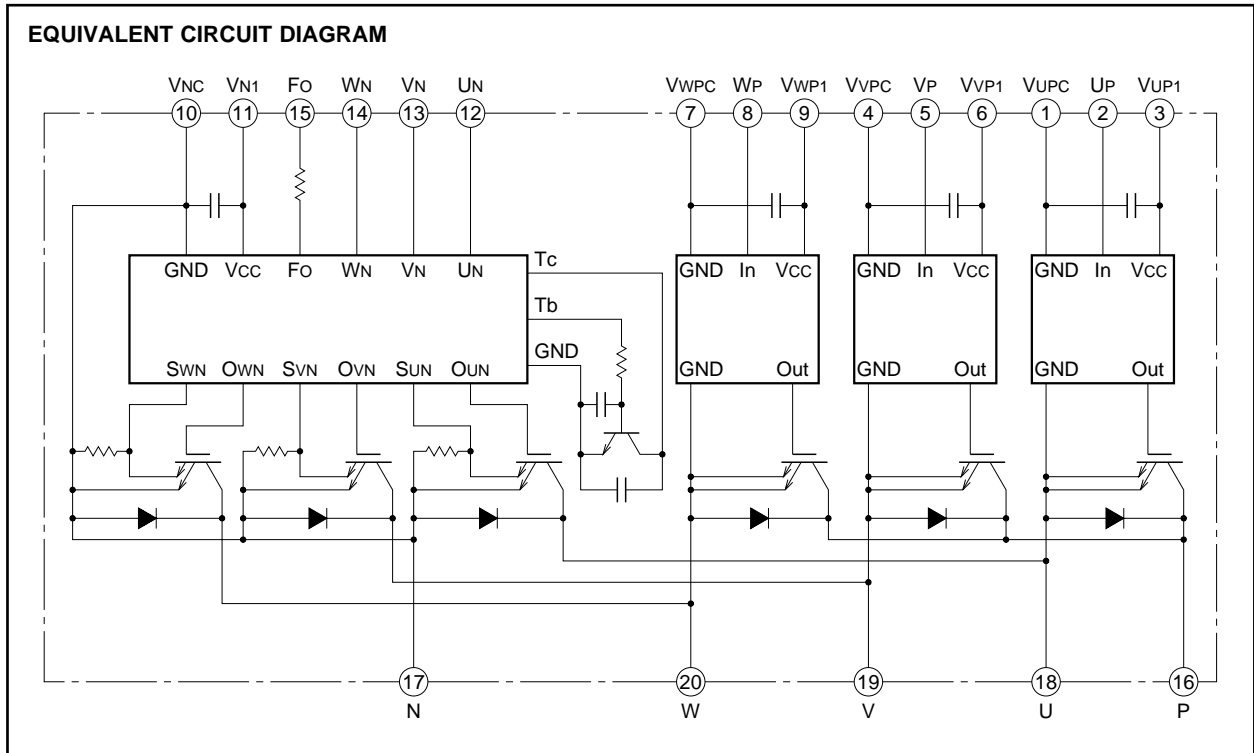 EQUIVALENT CIRCUIT DIAGRAM
VNC VN1 FO WN VN UN VWPC WP VWP1 VVPC VP VVP1 VUPC UP VUP1
10 11 15 14 13 12 7 8 9 4 5 6 1 2 3
GND VCC FO WN VN UN Tc GND In VCC GND In VCC GND In VCC
Tb
GND
SWN OWN SVN OVN SUN OUN GND Out GND Out GND Out
17 20 19 18 16
N W V U P